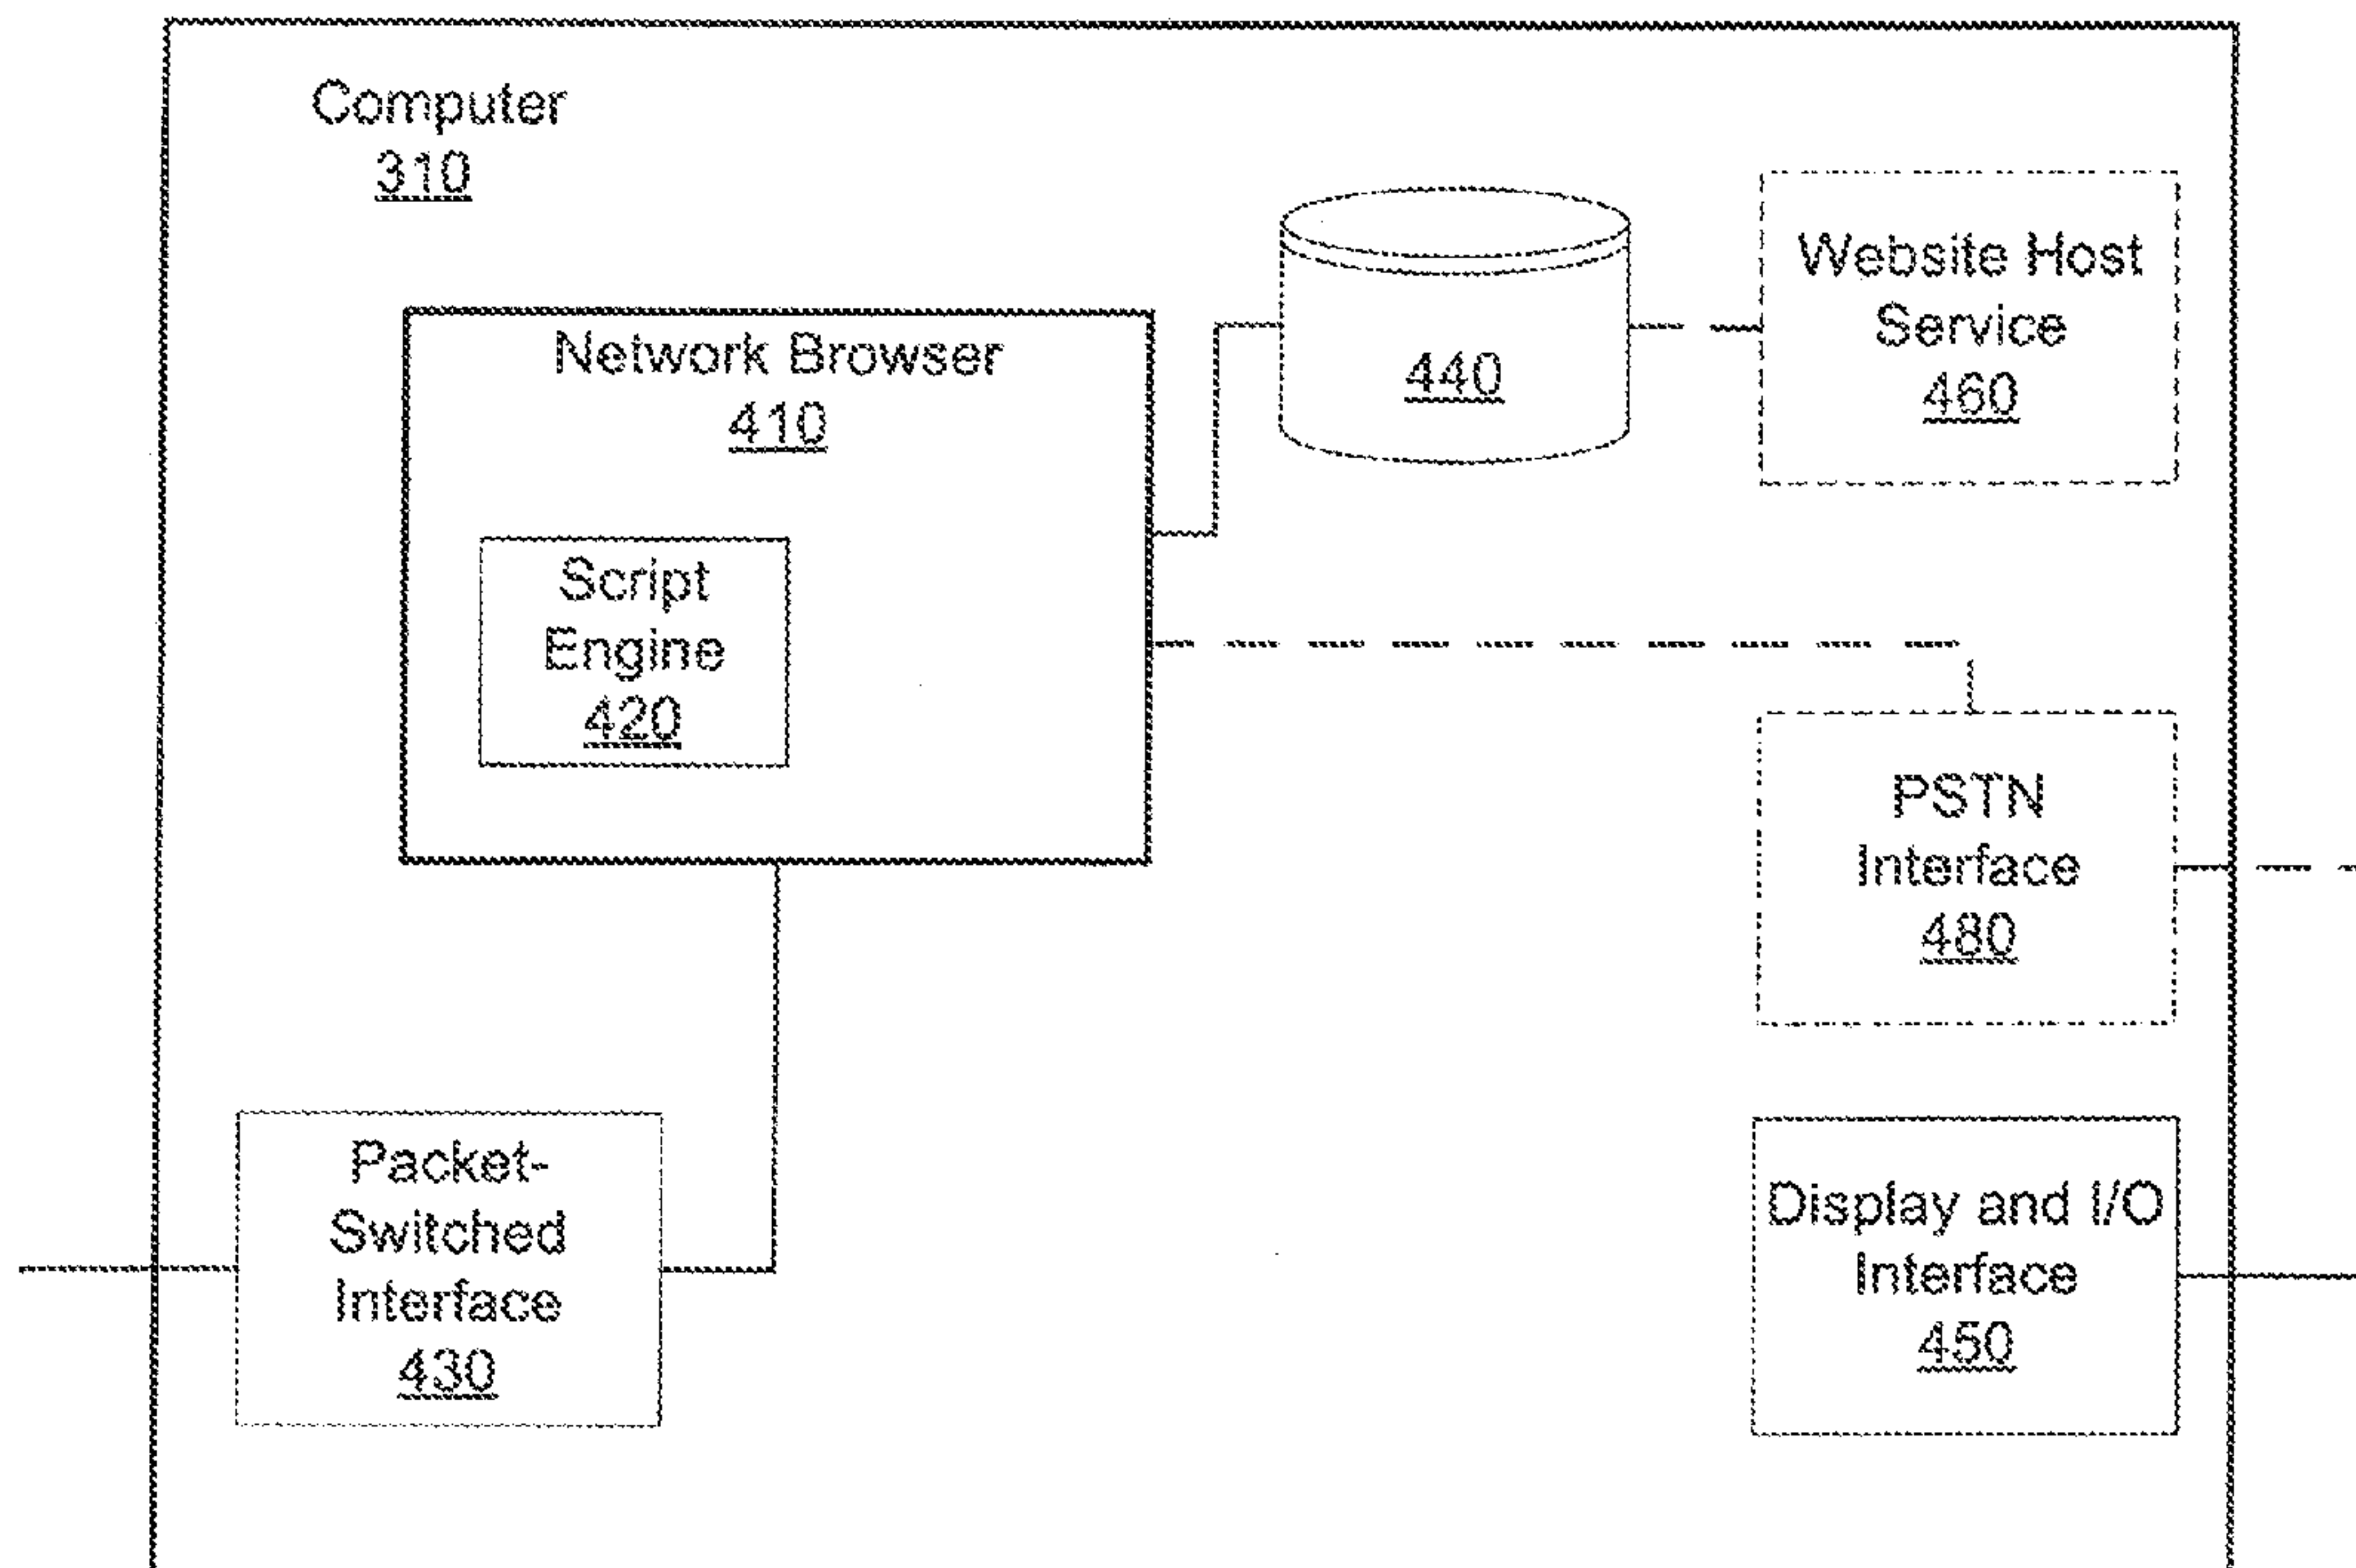 Computer
310
Network Browser
410
Script
Engine
420
440
Website Host
Service
460
PSTN
Interface
480
Packet-
Switched
Interface
430
Display and I/O
Interface
450